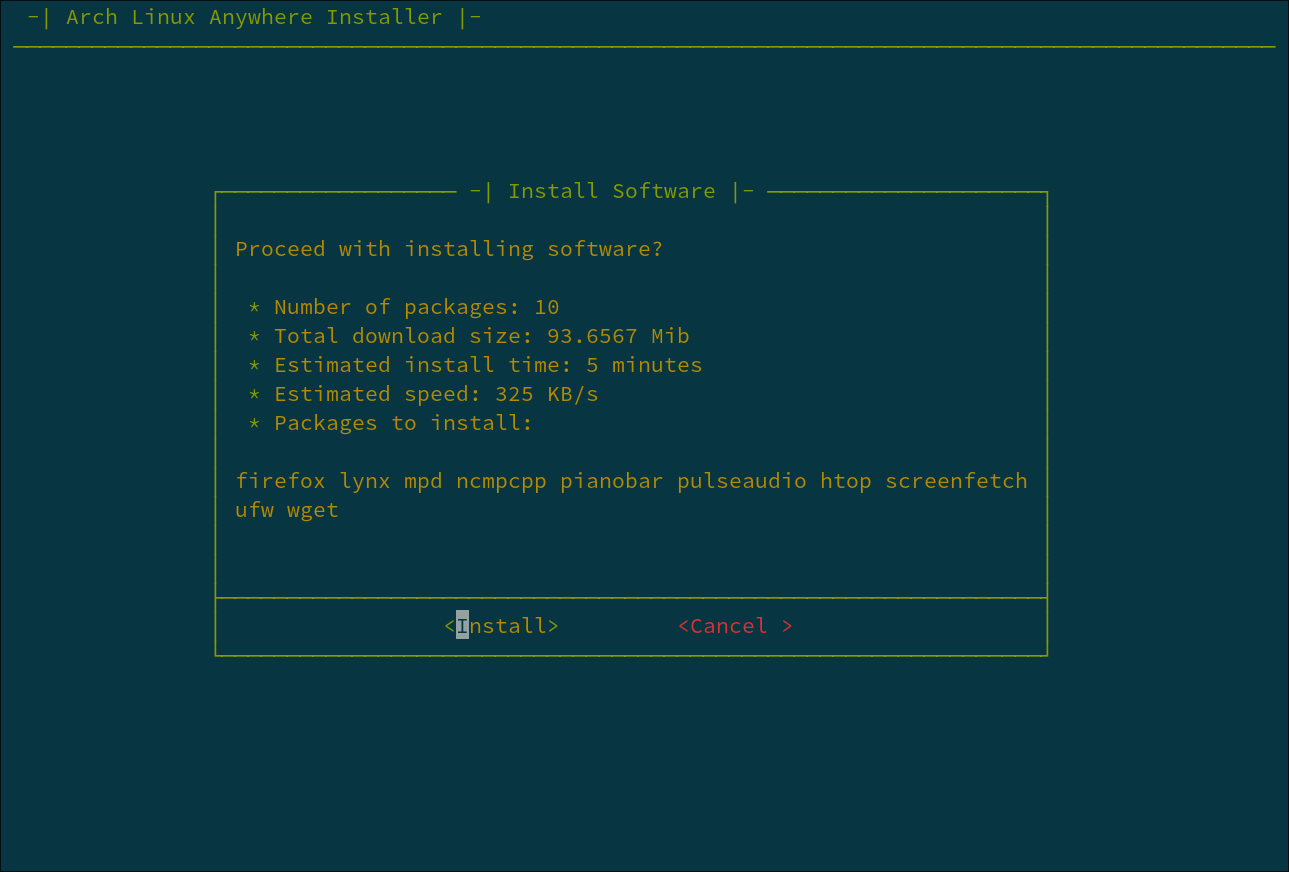 -| Arch Linux Anywhere Installer |-
-| Install Software |-
Proceed with installing software?
* Number of packages: 10
* Total download size: 93.6567 Mib
* Estimated install time: 5 minutes
* Estimated speed: 325 KB/s
* Packages to install:
firefox lynx mpd ncmpcpp pianobar pulseaudio htop screenfetch
ufw wget
<Install> <Cancel >